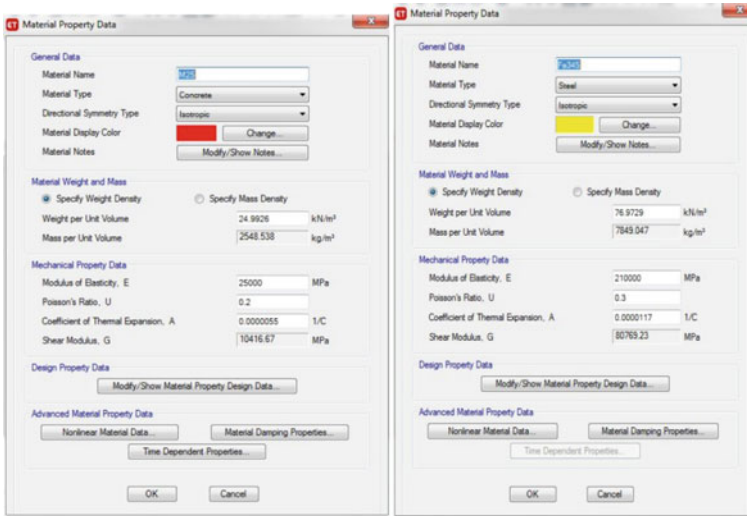 ET Material Property Data
General Data
Material Name M25
Material Type Concrete
Directional Symmetry Type Isotropic
Material Display Color Change...
Material Notes Modify/Show Notes...
Material Weight and Mass
Specify Weight Density Specify Mass Density
Weight per Unit Volume 24.9926 kN/m³
Mass per Unit Volume 2548.538 kg/m³
Mechanical Property Data
Modulus of Elasticity, E 25000 MPa
Poisson's Ratio, U 0.2
Coefficient of Thermal Expansion, A 0.0000055 1/C
Shear Modulus, G 10416.67 MPa
Design Property Data
Modify/Show Material Property Design Data...
Advanced Material Property Data
Nonlinear Material Data... Material Damping Properties...
Time Dependent Properties...
OK Cancel
ET Material Property Data
General Data
Material Name Fe345
Material Type Steel
Directional Symmetry Type Isotropic
Material Display Color Change...
Material Notes Modify/Show Notes...
Material Weight and Mass
Specify Weight Density Specify Mass Density
Weight per Unit Volume 76.9729 kN/m³
Mass per Unit Volume 7849.047 kg/m³
Mechanical Property Data
Modulus of Elasticity, E 210000 MPa
Poisson's Ratio, U 0.3
Coefficient of Thermal Expansion, A 0.0000117 1/C
Shear Modulus, G 80769.23 MPa
Design Property Data
Modify/Show Material Property Design Data...
Advanced Material Property Data
Nonlinear Material Data... Material Damping Properties...
Time Dependent Properties...
OK Cancel